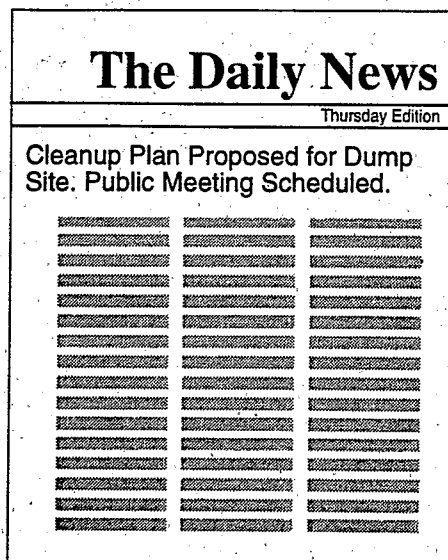 The Daily News
Thursday Edition
Cleanup Plan Proposed for Dump
Site. Public Meeting Scheduled.